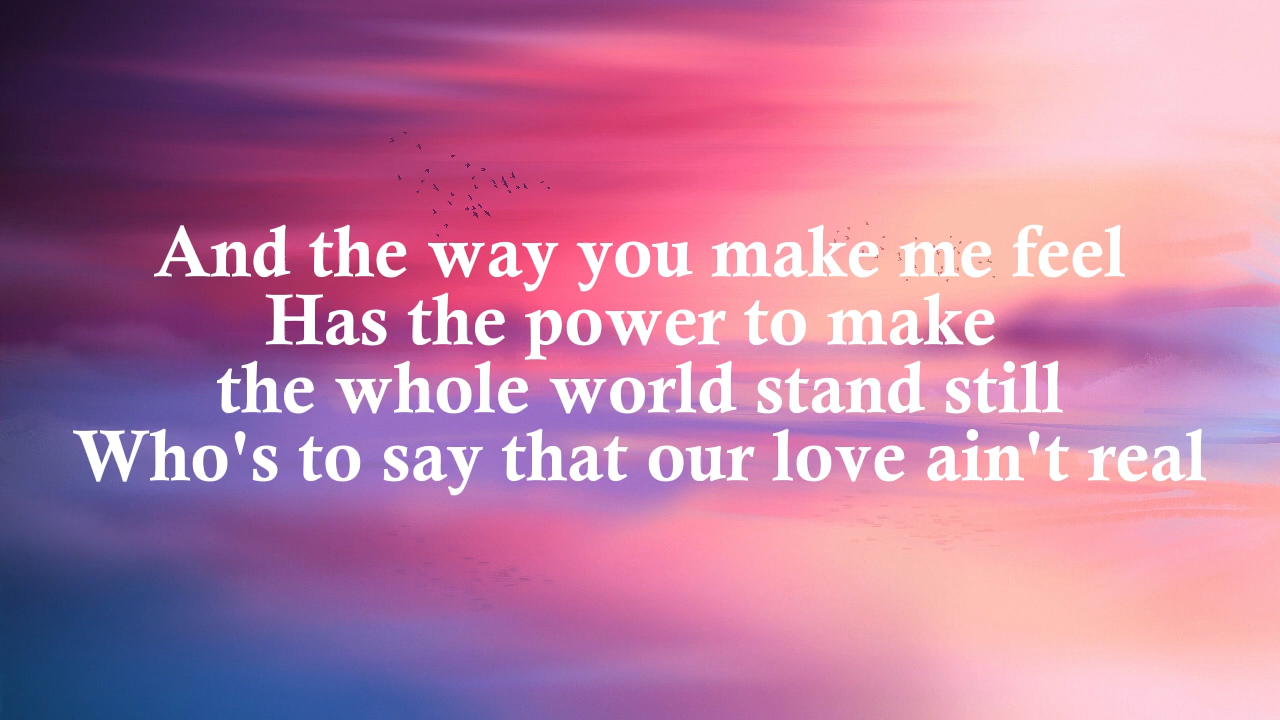 And the way you make me feel
Has the power to make
the whole world stand still
Who's to say that our love ain't real